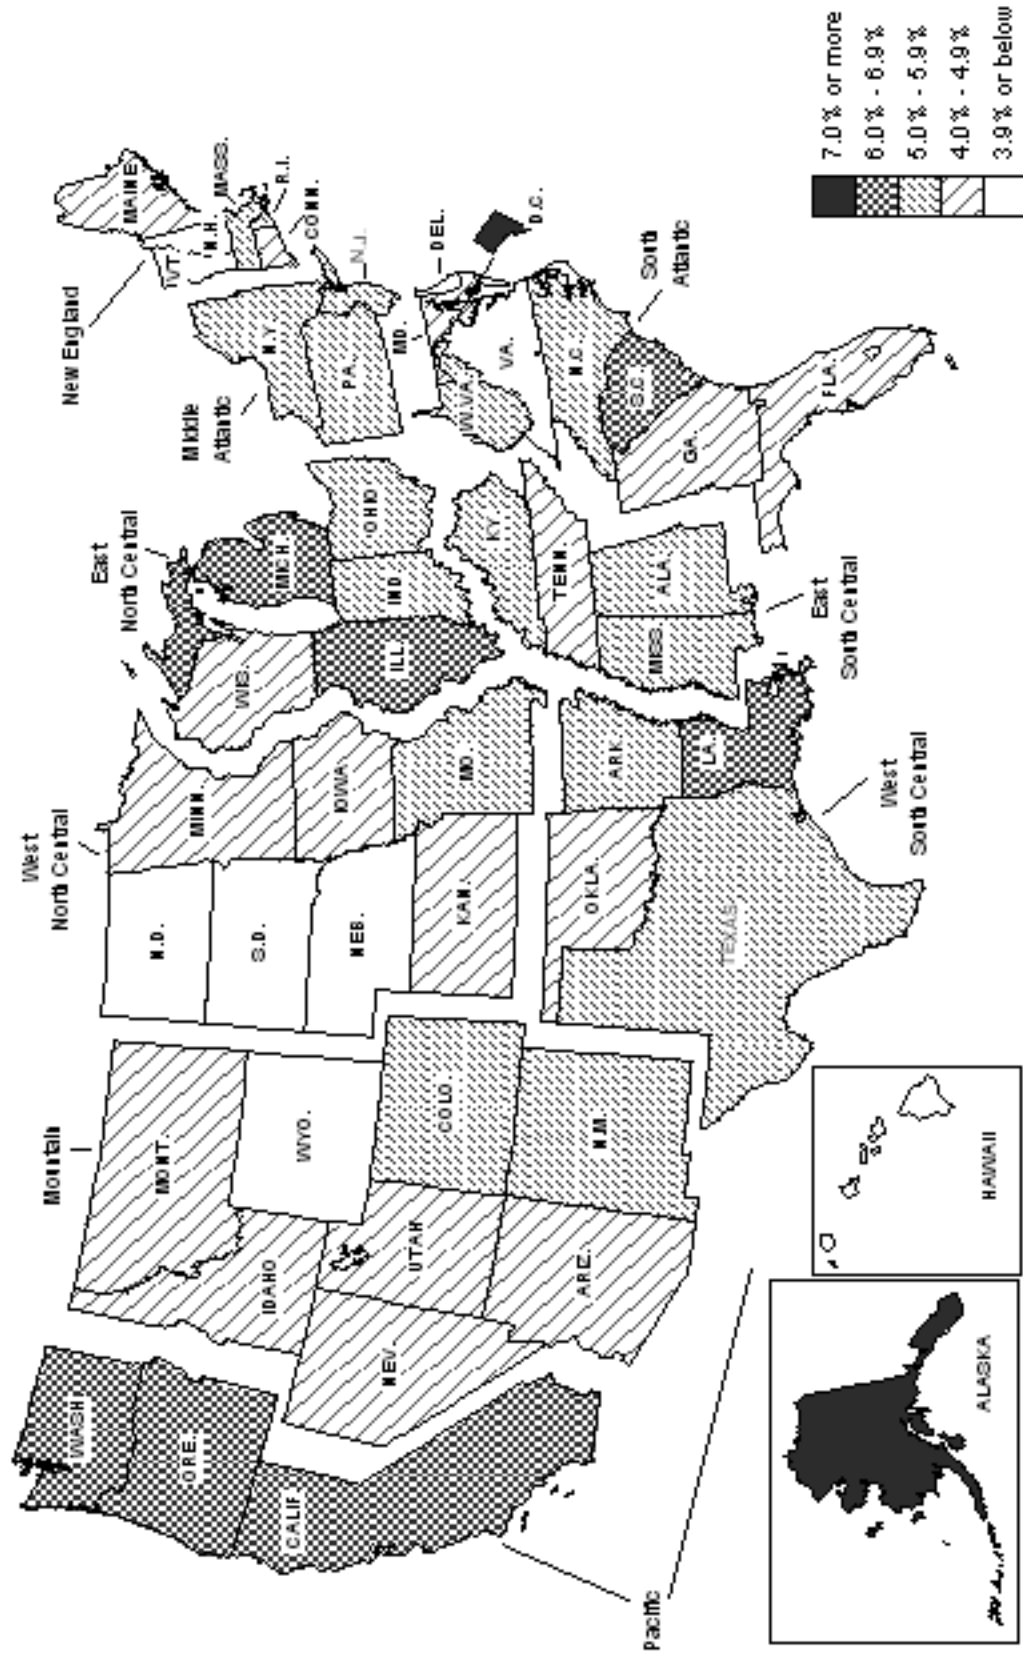 Pacific
Mountain
West
North Central
East
North Central
Middle
Atlantic
New England
South
Atlantic
East
South Central
West
South Central
WASH
ORE.
CALIF.
NEV.
IDAHO
MONT.
WYO.
UTAH
ARIZ.
COLO
N.M.
N.D.
S.D.
NEB.
KAN.
MINN.
IOWA
MO.
OKLA.
TEXAS
ARK
LA.
WIS.
ILL.
MICH.
IND
OHIO
KY.
TENN.
MISS.
ALA.
N.Y.
PA.
N.J.
VT.
N.H.
MAINE
MASS.
R.I.
CONN.
MD.
DEL.
D.C.
W.VA.
VA.
N.C.
S.C.
GA.
FLA.
ALASKA
HAWAII
7.0% or more
6.0% - 6.9%
5.0% - 5.9%
4.0% - 4.9%
3.9% or below